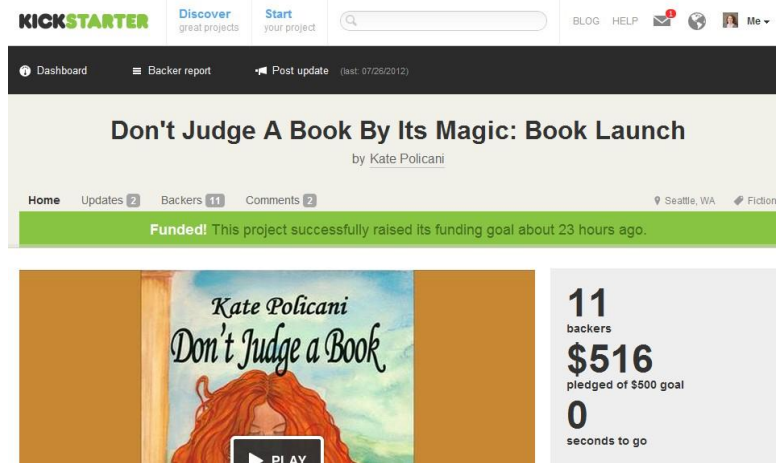 KICKSTARTER
Discover
great projects
Start
your project
BLOG HELP 1 Me
Dashboard Backer report Post update (last: 07/26/2012)
Don't Judge A Book By Its Magic: Book Launch
by Kate Policani
Home Updates 2 Backers 11 Comments 2 Seattle, WA Fiction
Funded! This project successfully raised its funding goal about 23 hours ago.
Kate Policani
Don't Judge a Book
PLAY
11
backers
$516
pledged of $500 goal
0
seconds to go